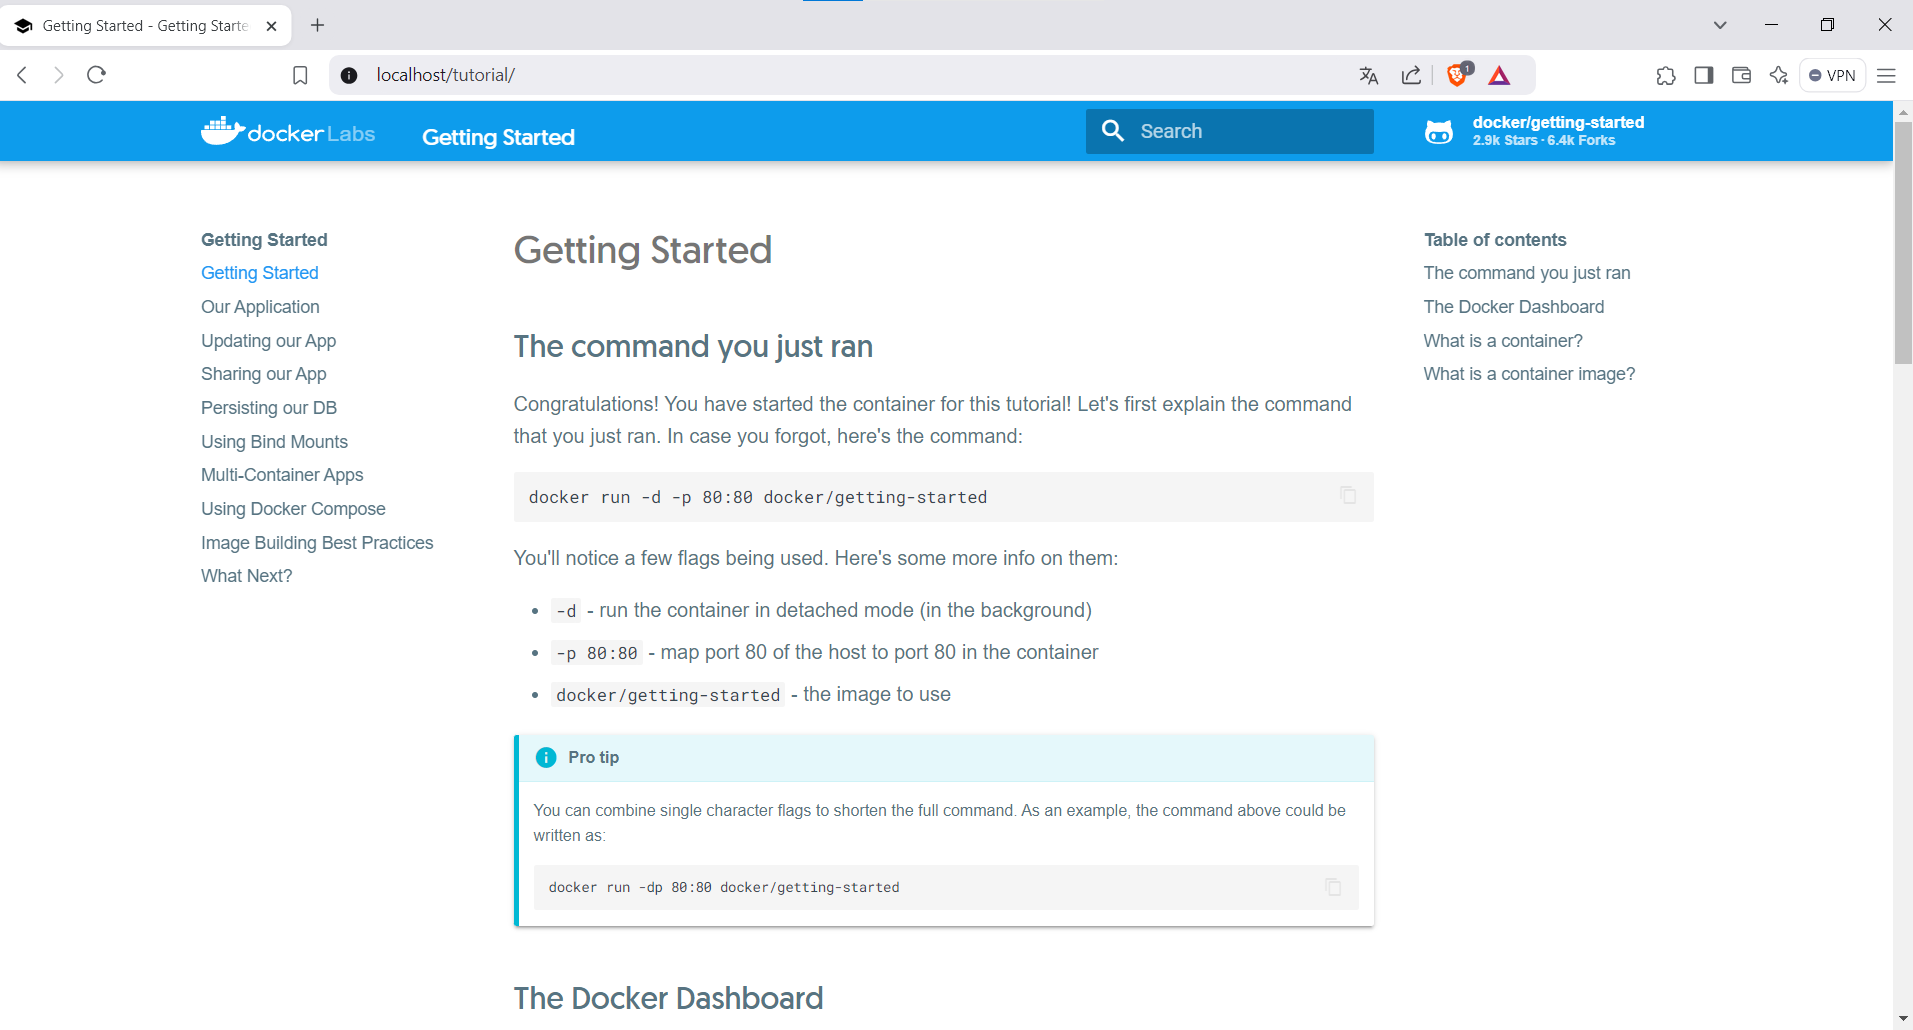 Getting Started - Getting Starte
localhost/tutorial/
1
VPN
docker Labs
Getting Started
Search
docker/getting-started
2.9k Stars · 6.4k Forks
Getting Started
Getting Started
Our Application
Updating our App
Sharing our App
Persisting our DB
Using Bind Mounts
Multi-Container Apps
Using Docker Compose
Image Building Best Practices
What Next?
Getting Started
The command you just ran
Congratulations! You have started the container for this tutorial! Let's first explain the command
that you just ran. In case you forgot, here's the command:
docker run -d -p 80:80 docker/getting-started
You'll notice a few flags being used. Here's some more info on them:
-d - run the container in detached mode (in the background)
-p 80:80 - map port 80 of the host to port 80 in the container
docker/getting-started - the image to use
Pro tip
You can combine single character flags to shorten the full command. As an example, the command above could be
written as:
docker run -dp 80:80 docker/getting-started
The Docker Dashboard
Table of contents
The command you just ran
The Docker Dashboard
What is a container?
What is a container image?